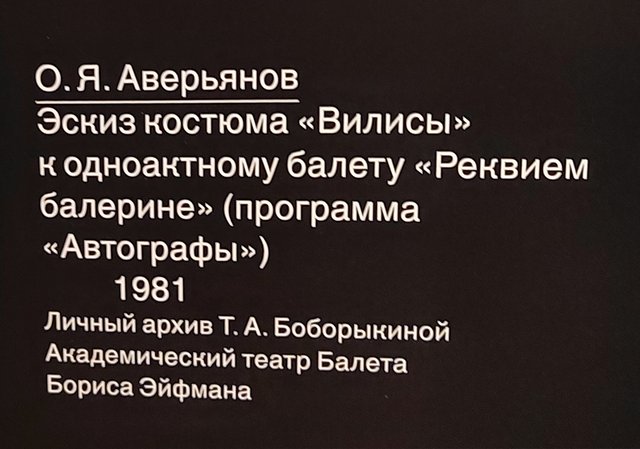 О. Я. Аверьянов
Эскиз костюма «Вилисы»
к одноактному балету «Реквием
балерине» (программа
«Автографы»)
1981
Личный архив Т. А. Боборыкиной
Академический театр Балета
Бориса Эйфмана